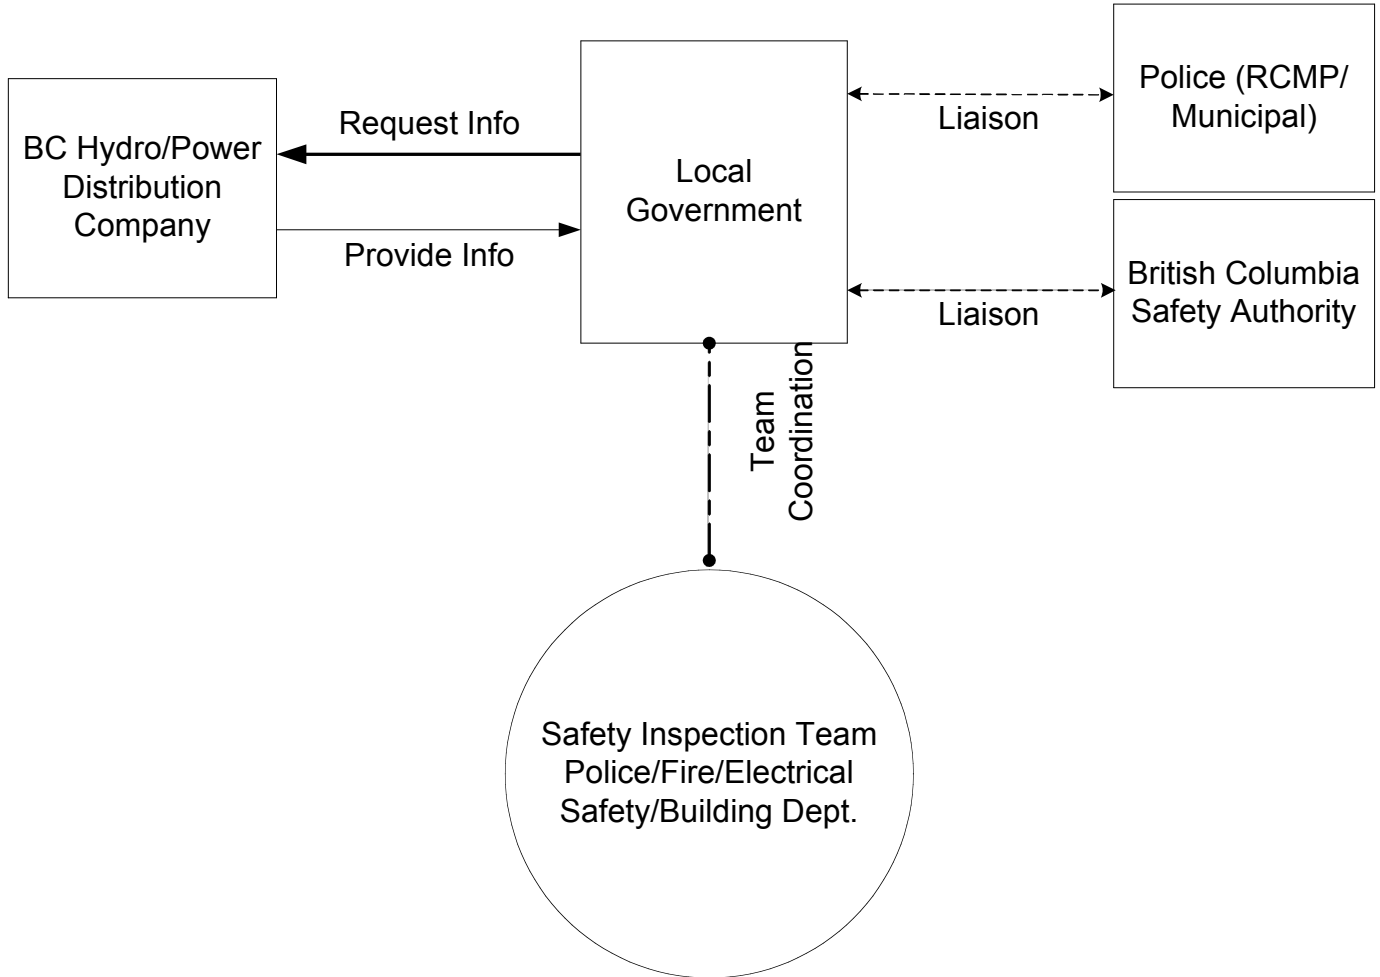 BC Hydro/Power
Distribution
Company
Request Info
Provide Info
Local
Government
Liaison
Police (RCMP/
Municipal)
Liaison
British Columbia
Safety Authority
Team
Coordination
Safety Inspection Team
Police/Fire/Electrical
Safety/Building Dept.